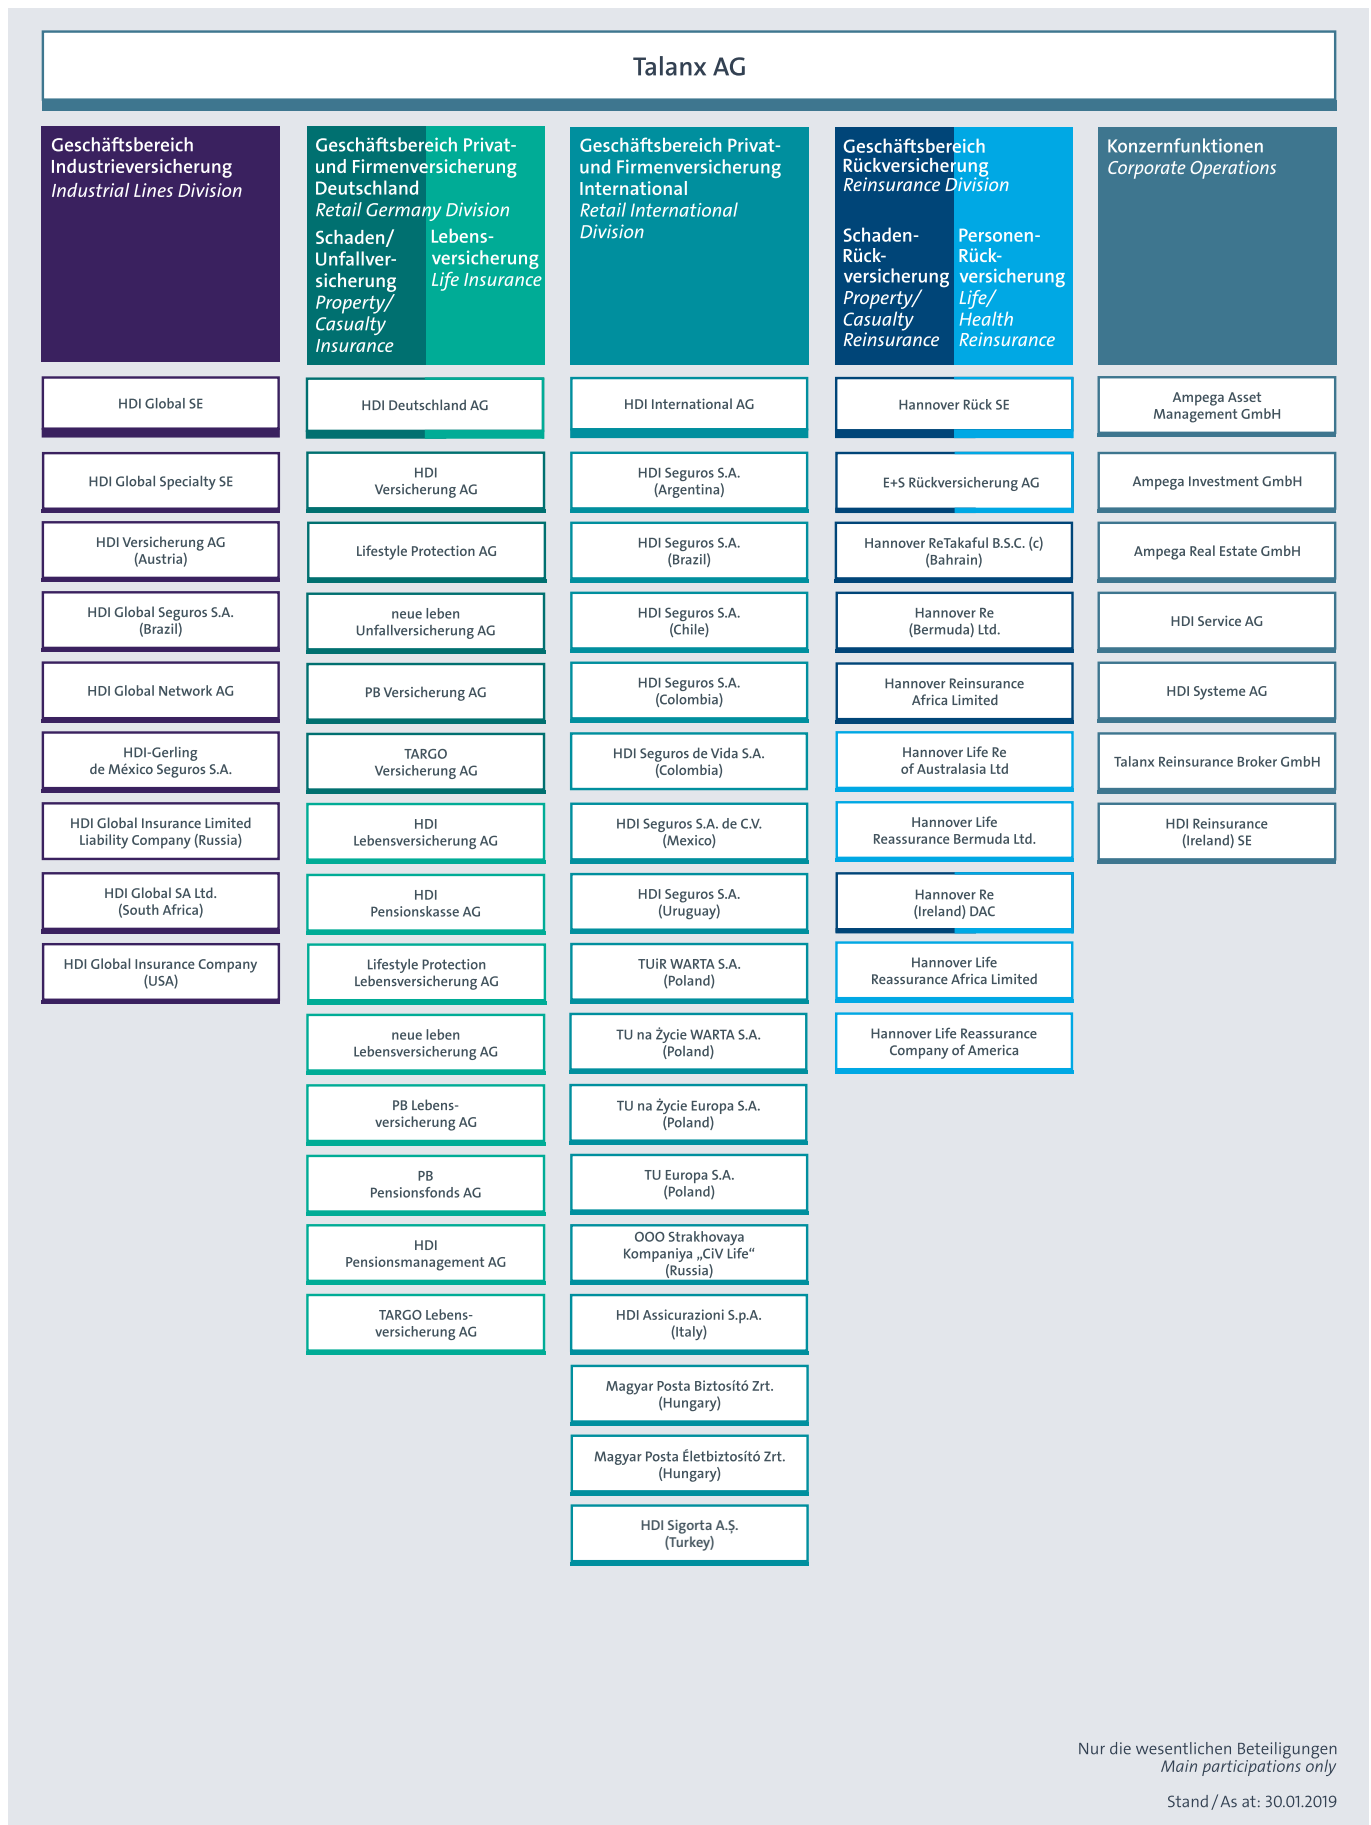 Talanx AG
Geschäftsbereich
Industrieversicherung
Industrial Lines Division
HDI Global SE
HDI Global Specialty SE
HDI Versicherung AG
(Austria)
HDI Global Seguros S.A.
(Brazil)
HDI Global Network AG
HDI-Gerling
de México Seguros S.A.
HDI Global Insurance Limited
Liability Company (Russia)
HDI Global SA Ltd.
(South Africa)
HDI Global Insurance Company
(USA)
Geschäftsbereich Privat-
und Firmenversicherung
Deutschland
Retail Germany Division
Schaden/
Unfallver-
sicherung
Property/
Casualty
Insurance
Lebens-
versicherung
Life Insurance
HDI Deutschland AG
HDI
Versicherung AG
Lifestyle Protection AG
neue leben
Unfallversicherung AG
PB Versicherung AG
TARGO
Versicherung AG
HDI
Lebensversicherung AG
HDI
Pensionskasse AG
Lifestyle Protection
Lebensversicherung AG
neue leben
Lebensversicherung AG
PB Lebens-
versicherung AG
PB
Pensionsfonds AG
HDI
Pensionsmanagement AG
TARGO Lebens-
versicherung AG
Geschäftsbereich Privat-
und Firmenversicherung
International
Retail International
Division
HDI International AG
HDI Seguros S.A.
(Argentina)
HDI Seguros S.A.
(Brazil)
HDI Seguros S.A.
(Chile)
HDI Seguros S.A.
(Colombia)
HDI Seguros de Vida S.A.
(Colombia)
HDI Seguros S.A. de C.V.
(Mexico)
HDI Seguros S.A.
(Uruguay)
TUiR WARTA S.A.
(Poland)
TU na Życie WARTA S.A.
(Poland)
TU na Życie Europa S.A.
(Poland)
TU Europa S.A.
(Poland)
OOO Strakhovaya
Kompaniya „CiV Life“
(Russia)
HDI Assicurazioni S.p.A.
(Italy)
Magyar Posta Biztosító Zrt.
(Hungary)
Magyar Posta Életbiztosító Zrt.
(Hungary)
HDI Sigorta A.Ş.
(Turkey)
Geschäftsbereich
Rückversicherung
Reinsurance Division
Schaden-
Rück-
versicherung
Property/
Casualty
Reinsurance
Personen-
Rück-
versicherung
Life/
Health
Reinsurance
Hannover Rück SE
E+S Rückversicherung AG
Hannover ReTakaful B.S.C. (c)
(Bahrain)
Hannover Re
(Bermuda) Ltd.
Hannover Reinsurance
Africa Limited
Hannover Life Re
of Australasia Ltd
Hannover Life
Reassurance Bermuda Ltd.
Hannover Re
(Ireland) DAC
Hannover Life
Reassurance Africa Limited
Hannover Life Reassurance
Company of America
Konzernfunktionen
Corporate Operations
Ampega Asset
Management GmbH
Ampega Investment GmbH
Ampega Real Estate GmbH
HDI Service AG
HDI Systeme AG
Talanx Reinsurance Broker GmbH
HDI Reinsurance
(Ireland) SE
Nur die wesentlichen Beteiligungen
Main participations only
Stand / As at: 30.01.2019